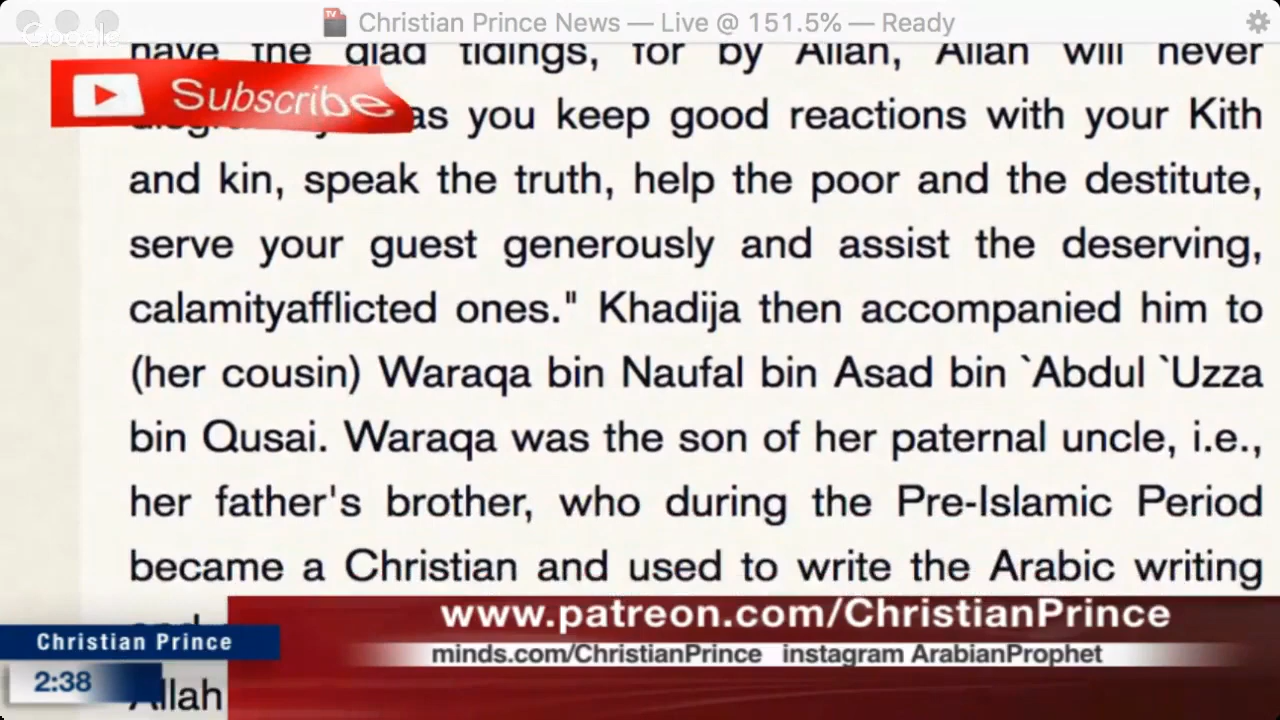 Christian Prince News — Live @ 151.5% — Ready
Google
have the glad tidings, for by Allah, Allah will never
Subscribe
as you keep good reactions with your Kith
and kin, speak the truth, help the poor and the destitute,
serve your guest generously and assist the deserving,
calamityafflicted ones." Khadija then accompanied him to
(her cousin) Waraqa bin Naufal bin Asad bin `Abdul `Uzza
bin Qusai. Waraqa was the son of her paternal uncle, i.e.,
her father's brother, who during the Pre-Islamic Period
became a Christian and used to write the Arabic writing
www.patreon.com/ChristianPrince
Christian Prince
minds.com/ChristianPrince instagram ArabianProphet
2:38
Allah